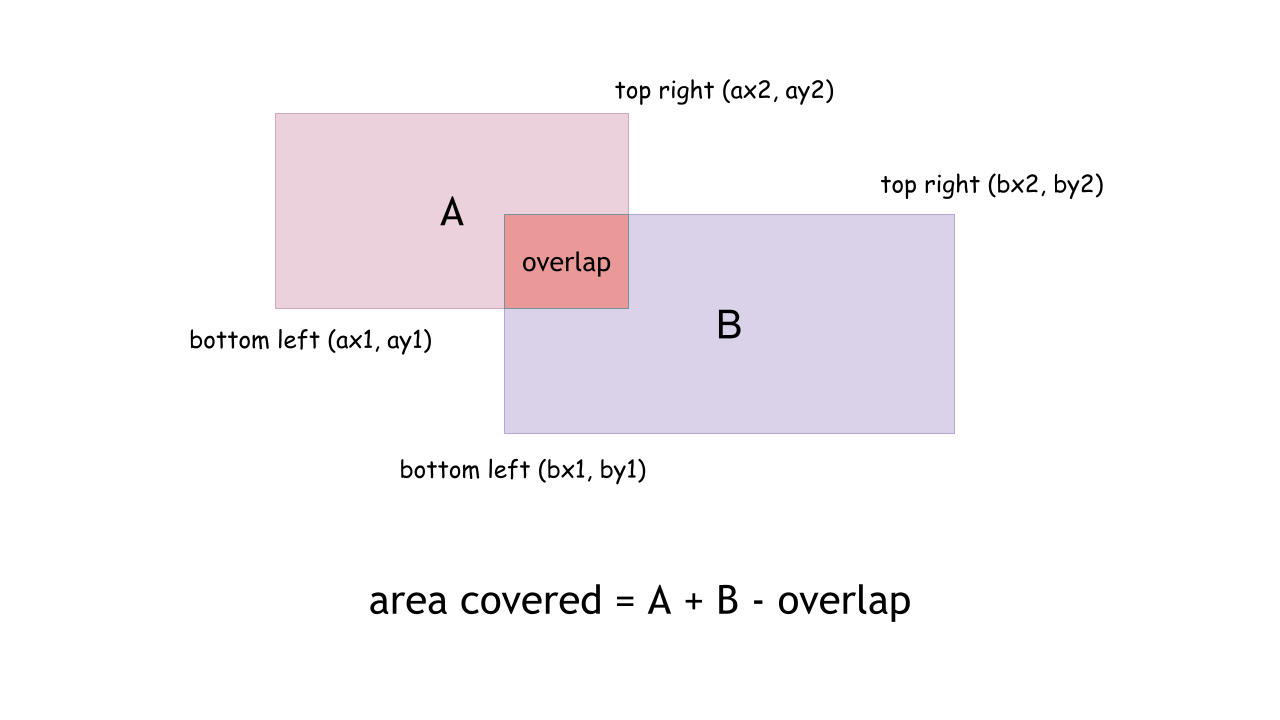 top right (ax2, ay2)
top right (bx2, by2)
A
overlap
B
bottom left (ax1, ay1)
bottom left (bx1, by1)
area covered = A + B - overlap